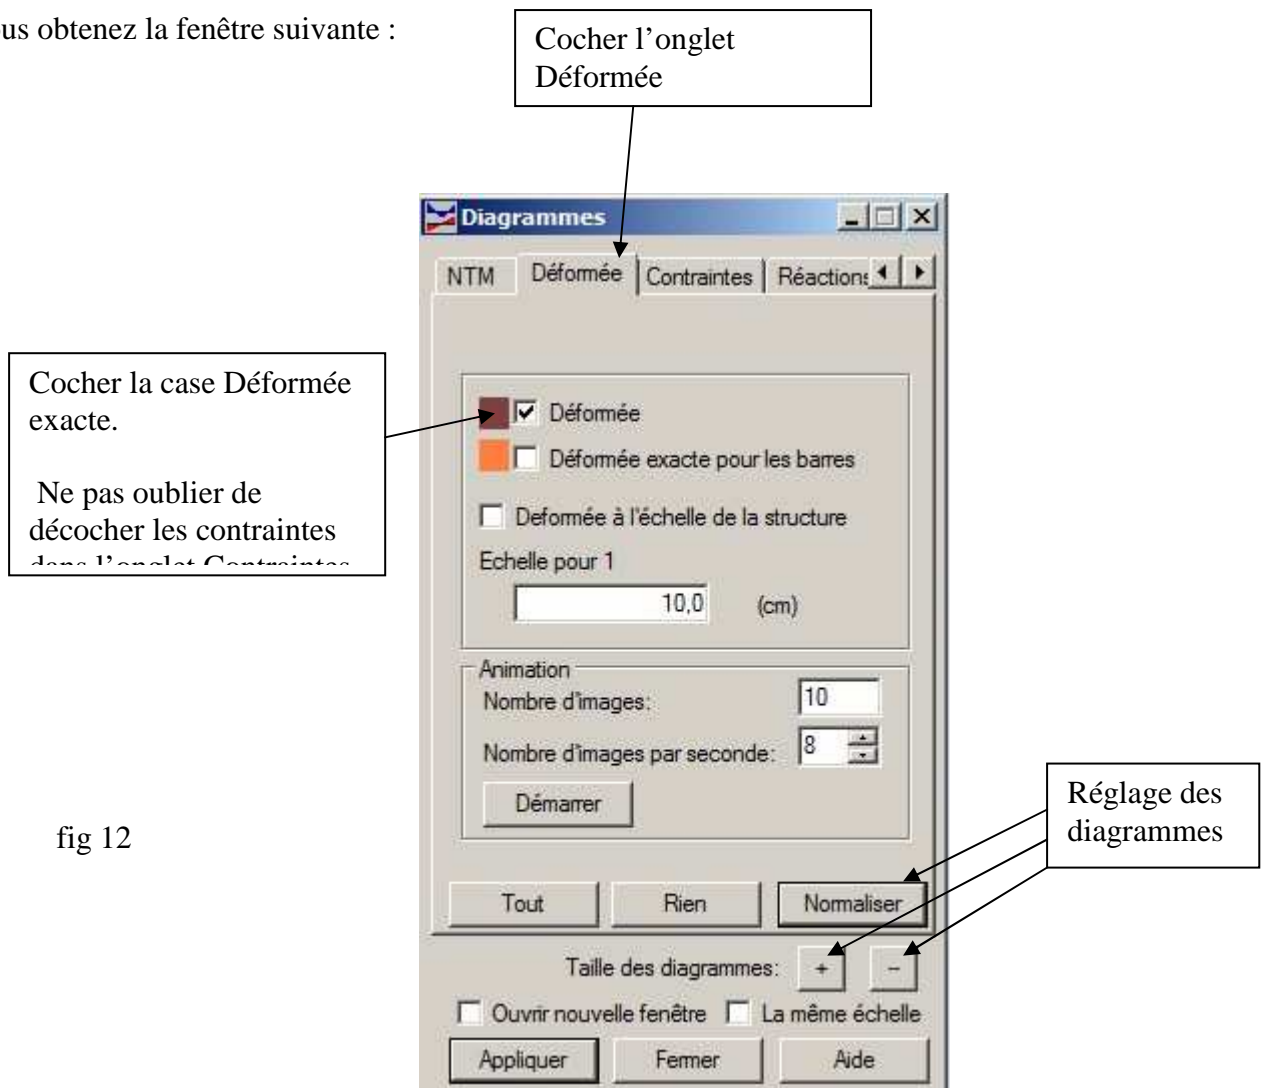 us obtenez la fenêtre suivante :
Cocher l’onglet
Déformée
Diagrammes
NTM Déformée Contraintes Réactions
Cocher la case Déformée
exacte.
Ne pas oublier de
décocher les contraintes
dans l’onglet Contraintes
Déformée
Déformée exacte pour les barres
Deformée à l'échelle de la structure
Echelle pour 1
10,0 (cm)
Animation
Nombre d'images: 10
Nombre d'images par seconde: 8
Démarrer
Réglage des
diagrammes
fig 12
Tout Rien Normaliser
Taille des diagrammes: + -
Ouvrir nouvelle fenêtre La même échelle
Appliquer Fermer Aide